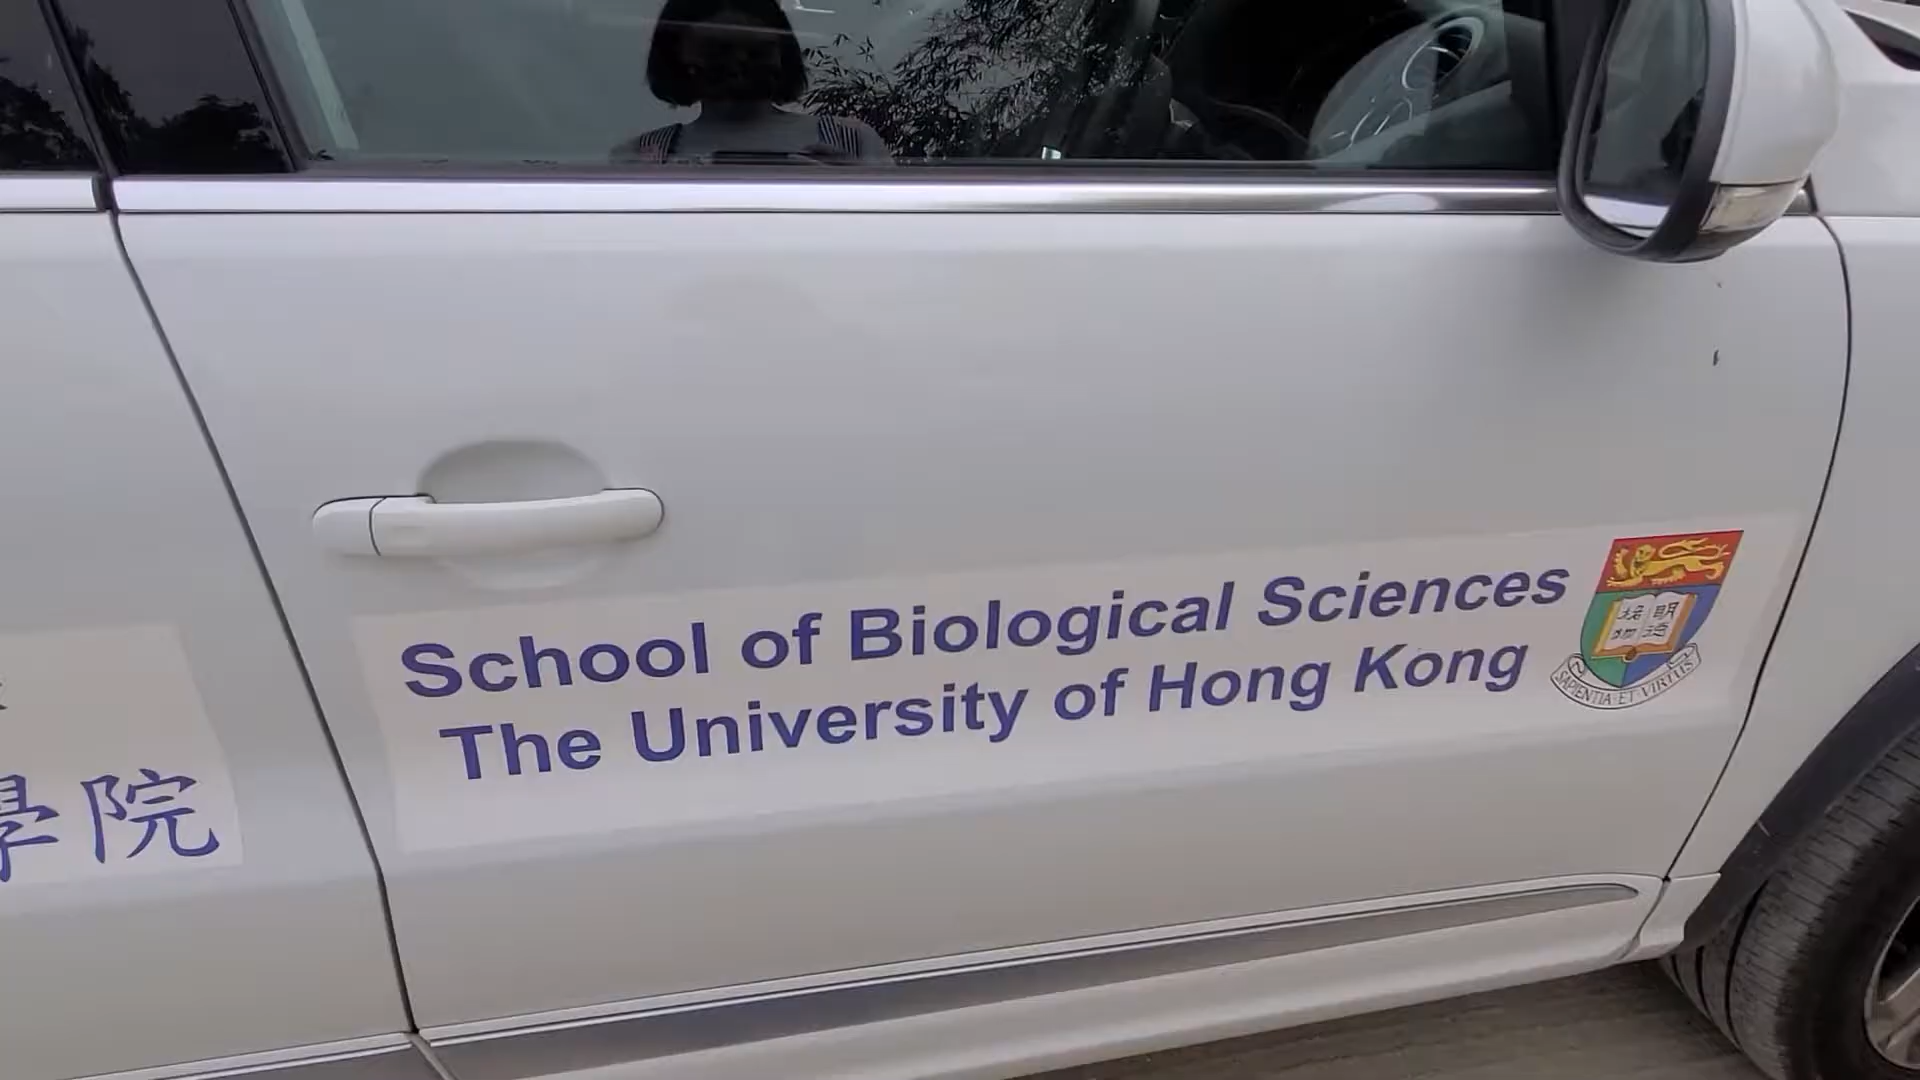 School of Biological Sciences
The University of Hong Kong
明德
格物
SAPIENTIA ET VIRTUS
學院